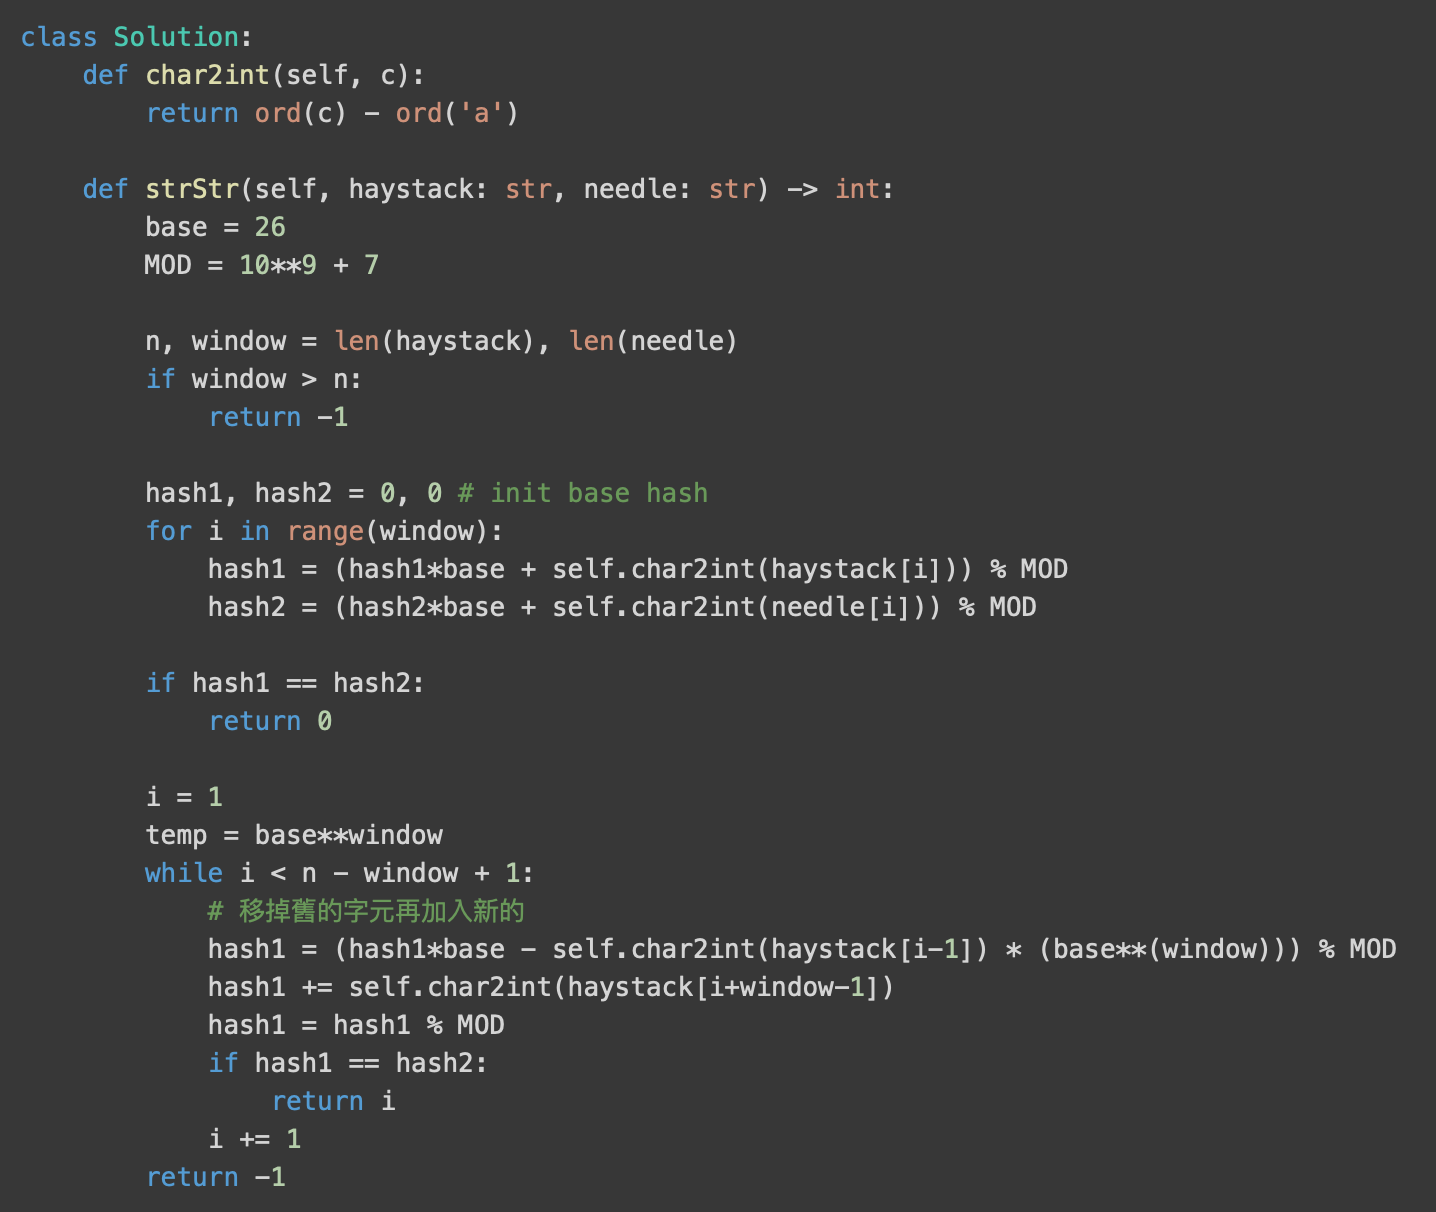 class Solution:
    def char2int(self, c):
        return ord(c) - ord('a')

    def strStr(self, haystack: str, needle: str) -> int:
        base = 26
        MOD = 10**9 + 7

        n, window = len(haystack), len(needle)
        if window > n:
            return -1

        hash1, hash2 = 0, 0 # init base hash
        for i in range(window):
            hash1 = (hash1*base + self.char2int(haystack[i])) % MOD
            hash2 = (hash2*base + self.char2int(needle[i])) % MOD

        if hash1 == hash2:
            return 0

        i = 1
        temp = base**window
        while i < n - window + 1:
            # 移掉舊的字元再加入新的
            hash1 = (hash1*base - self.char2int(haystack[i-1]) * (base**(window))) % MOD
            hash1 += self.char2int(haystack[i+window-1])
            hash1 = hash1 % MOD
            if hash1 == hash2:
                return i
            i += 1
        return -1